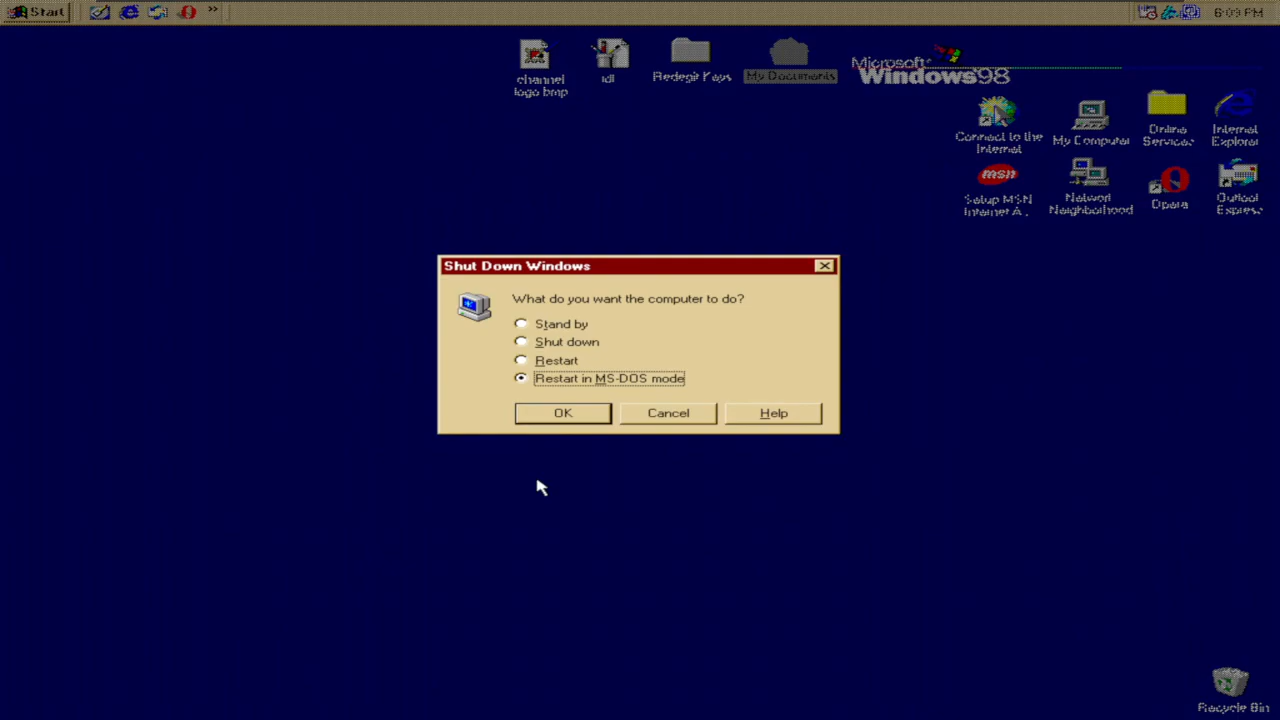 Start
»
6:09 PM
channel
logo bmp
idl
Redegit Keys
My Documents
Microsoft
Windows 98
Connect to the
Internet
My Computer
Online
Services
Internet
Explorer
msn
Setup MSN
Internet A..
Network
Neighborhood
Opera
Outlook
Express
Shut Down Windows
What do you want the computer to do?
Stand by
Shut down
Restart
Restart in MS-DOS mode
OK
Cancel
Help
Recycle Bin